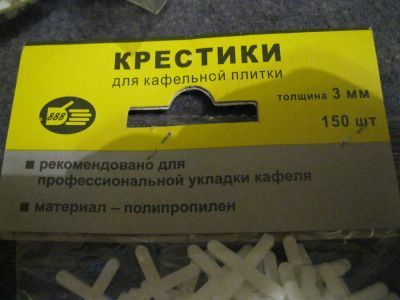 КРЕСТИКИ
для кафельной плитки
толщина 3 мм
888
150 шт
рекомендовано для
профессиональной укладки кафеля
материал – полипропилен